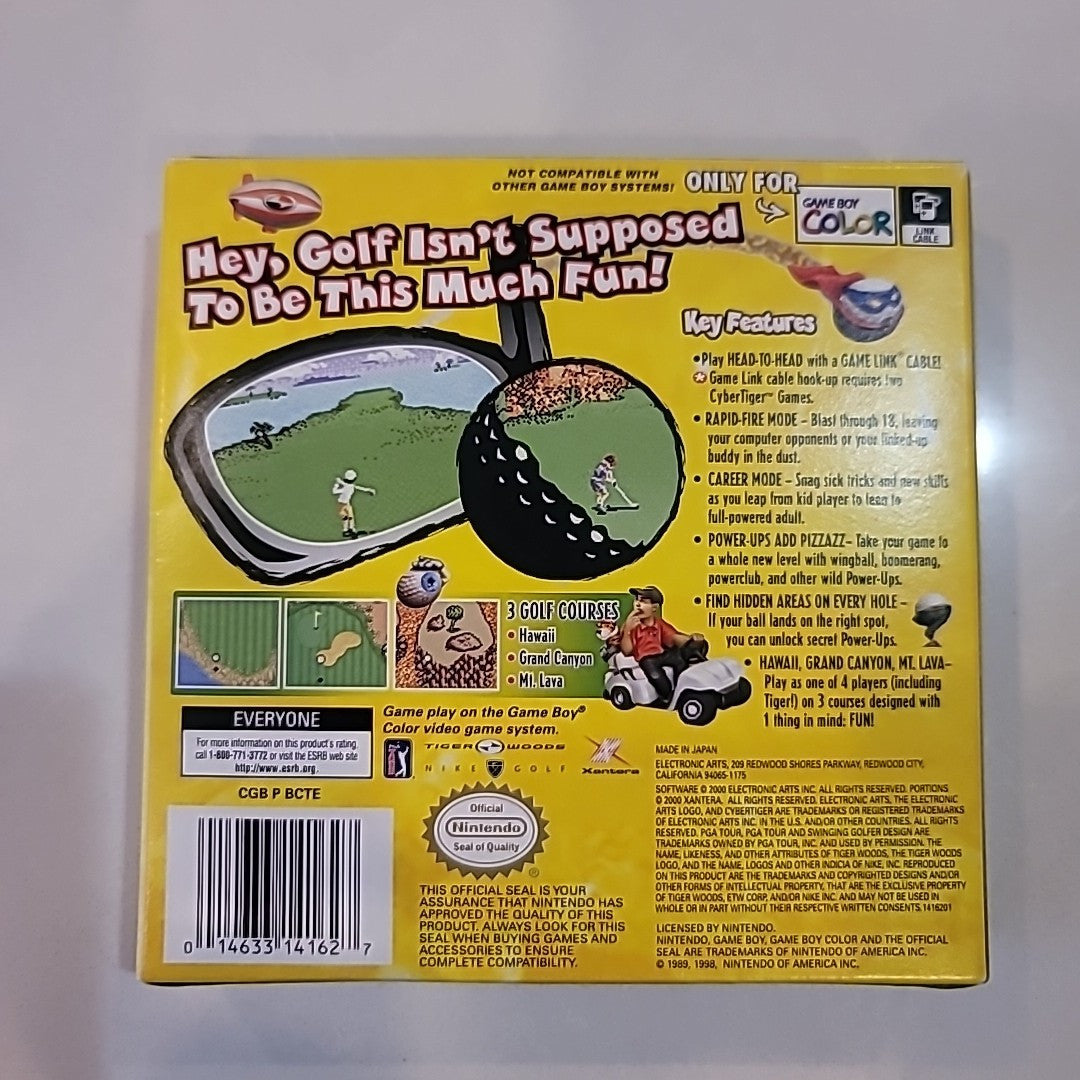 NOT COMPATIBLE WITH
OTHER GAME BOY SYSTEMS!
ONLY FOR
GAME BOY
COLOR
LINK
CABLE
Hey, Golf Isn't Supposed
To Be This Much Fun!
Key Features
•Play HEAD-TO-HEAD with a GAME LINK® CABLE!
Game Link cable hook-up requires two
CyberTiger™ Games.
• RAPID-FIRE MODE – Blast through 18, leaving
your computer opponents or your linked-up
buddy in the dust.
• CAREER MODE – Snag sick tricks and new skills
as you leap from kid player to teen to
full-powered adult.
• POWER-UPS ADD PIZZAZZ– Take your game to
a whole new level with wingball, boomerang,
powerclub, and other wild Power-Ups.
• FIND HIDDEN AREAS ON EVERY HOLE –
If your ball lands on the right spot,
you can unlock secret Power-Ups.
• HAWAII, GRAND CANYON, MT. LAVA–
Play as one of 4 players (including
Tiger!) on 3 courses designed with
1 thing in mind: FUN!
3 GOLF COURSES
• Hawaii
• Grand Canyon
• Mt. Lava
EVERYONE
For more information on this product's rating,
call 1-800-771-3772 or visit the ESRB web site
http://www.esrb.org.
CGB P BCTE
Game play on the Game Boy®
Color video game system.
TIGER WOODS
NIKE GOLF
Xantera
Official
Nintendo
Seal of Quality
®
THIS OFFICIAL SEAL IS YOUR
ASSURANCE THAT NINTENDO HAS
APPROVED THE QUALITY OF THIS
PRODUCT. ALWAYS LOOK FOR THIS
SEAL WHEN BUYING GAMES AND
ACCESSORIES TO ENSURE
COMPLETE COMPATIBILITY.
0 14633 14162 7
MADE IN JAPAN
ELECTRONIC ARTS, 209 REDWOOD SHORES PARKWAY, REDWOOD CITY,
CALIFORNIA 94065-1175
SOFTWARE © 2000 ELECTRONIC ARTS INC. ALL RIGHTS RESERVED. PORTIONS
© 2000 XANTERA. ALL RIGHTS RESERVED. ELECTRONIC ARTS, THE ELECTRONIC
ARTS LOGO, AND CYBERTIGER ARE TRADEMARKS OR REGISTERED TRADEMARKS
OF ELECTRONIC ARTS INC. IN THE U.S. AND/OR OTHER COUNTRIES. ALL RIGHTS
RESERVED. PGA TOUR, PGA TOUR AND SWINGING GOLFER DESIGN ARE
TRADEMARKS OWNED BY PGA TOUR, INC. AND USED BY PERMISSION. THE
NAME, LIKENESS, AND OTHER ATTRIBUTES OF TIGER WOODS, THE TIGER WOODS
LOGO, AND THE NAME, LOGOS AND OTHER INDICIA OF NIKE, INC. REPRODUCED
ON THIS PRODUCT ARE THE TRADEMARKS AND COPYRIGHTED DESIGNS AND/OR
OTHER FORMS OF INTELLECTUAL PROPERTY, THAT ARE THE EXCLUSIVE PROPERTY
OF TIGER WOODS, ETW CORP, AND/OR NIKE INC. AND MAY NOT BE USED IN
WHOLE OR IN PART WITHOUT THEIR RESPECTIVE WRITTEN CONSENTS. 1416201
LICENSED BY NINTENDO.
NINTENDO, GAME BOY, GAME BOY COLOR AND THE OFFICIAL
SEAL ARE TRADEMARKS OF NINTENDO OF AMERICA INC.
© 1989, 1998, NINTENDO OF AMERICA INC.